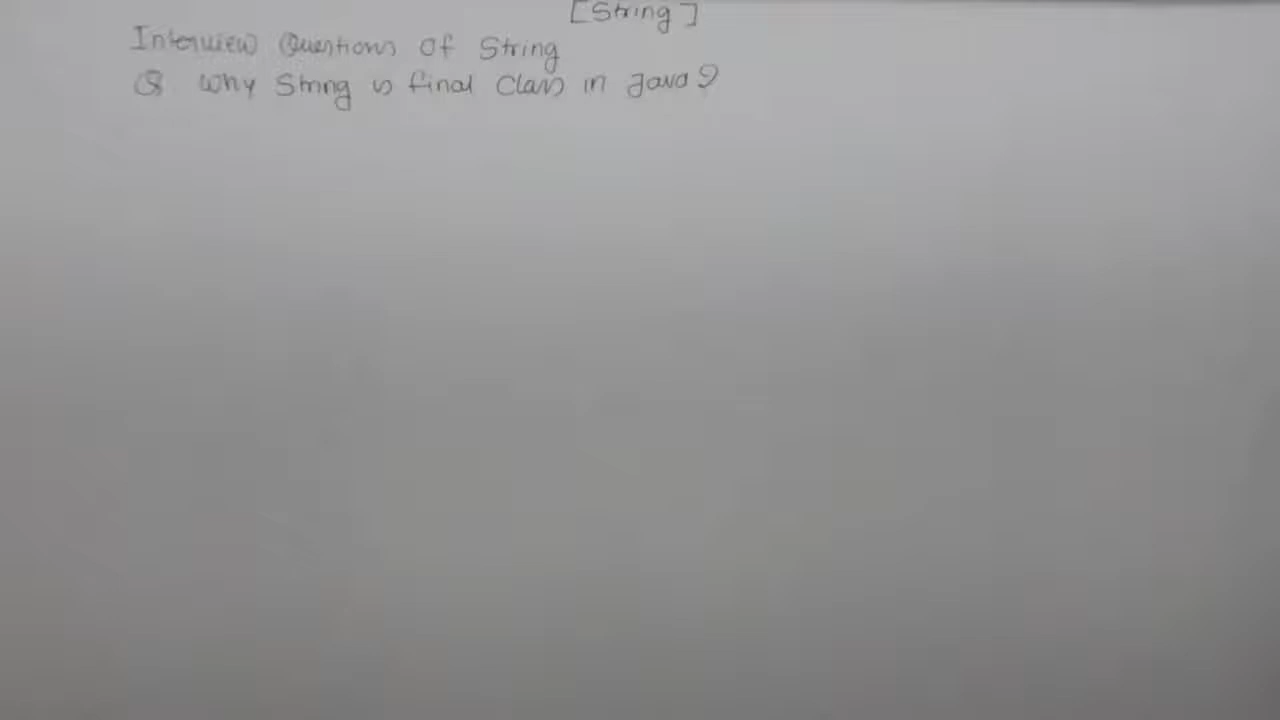 [String]
Interview Questions Of String
Q Why String is final Class in Java?